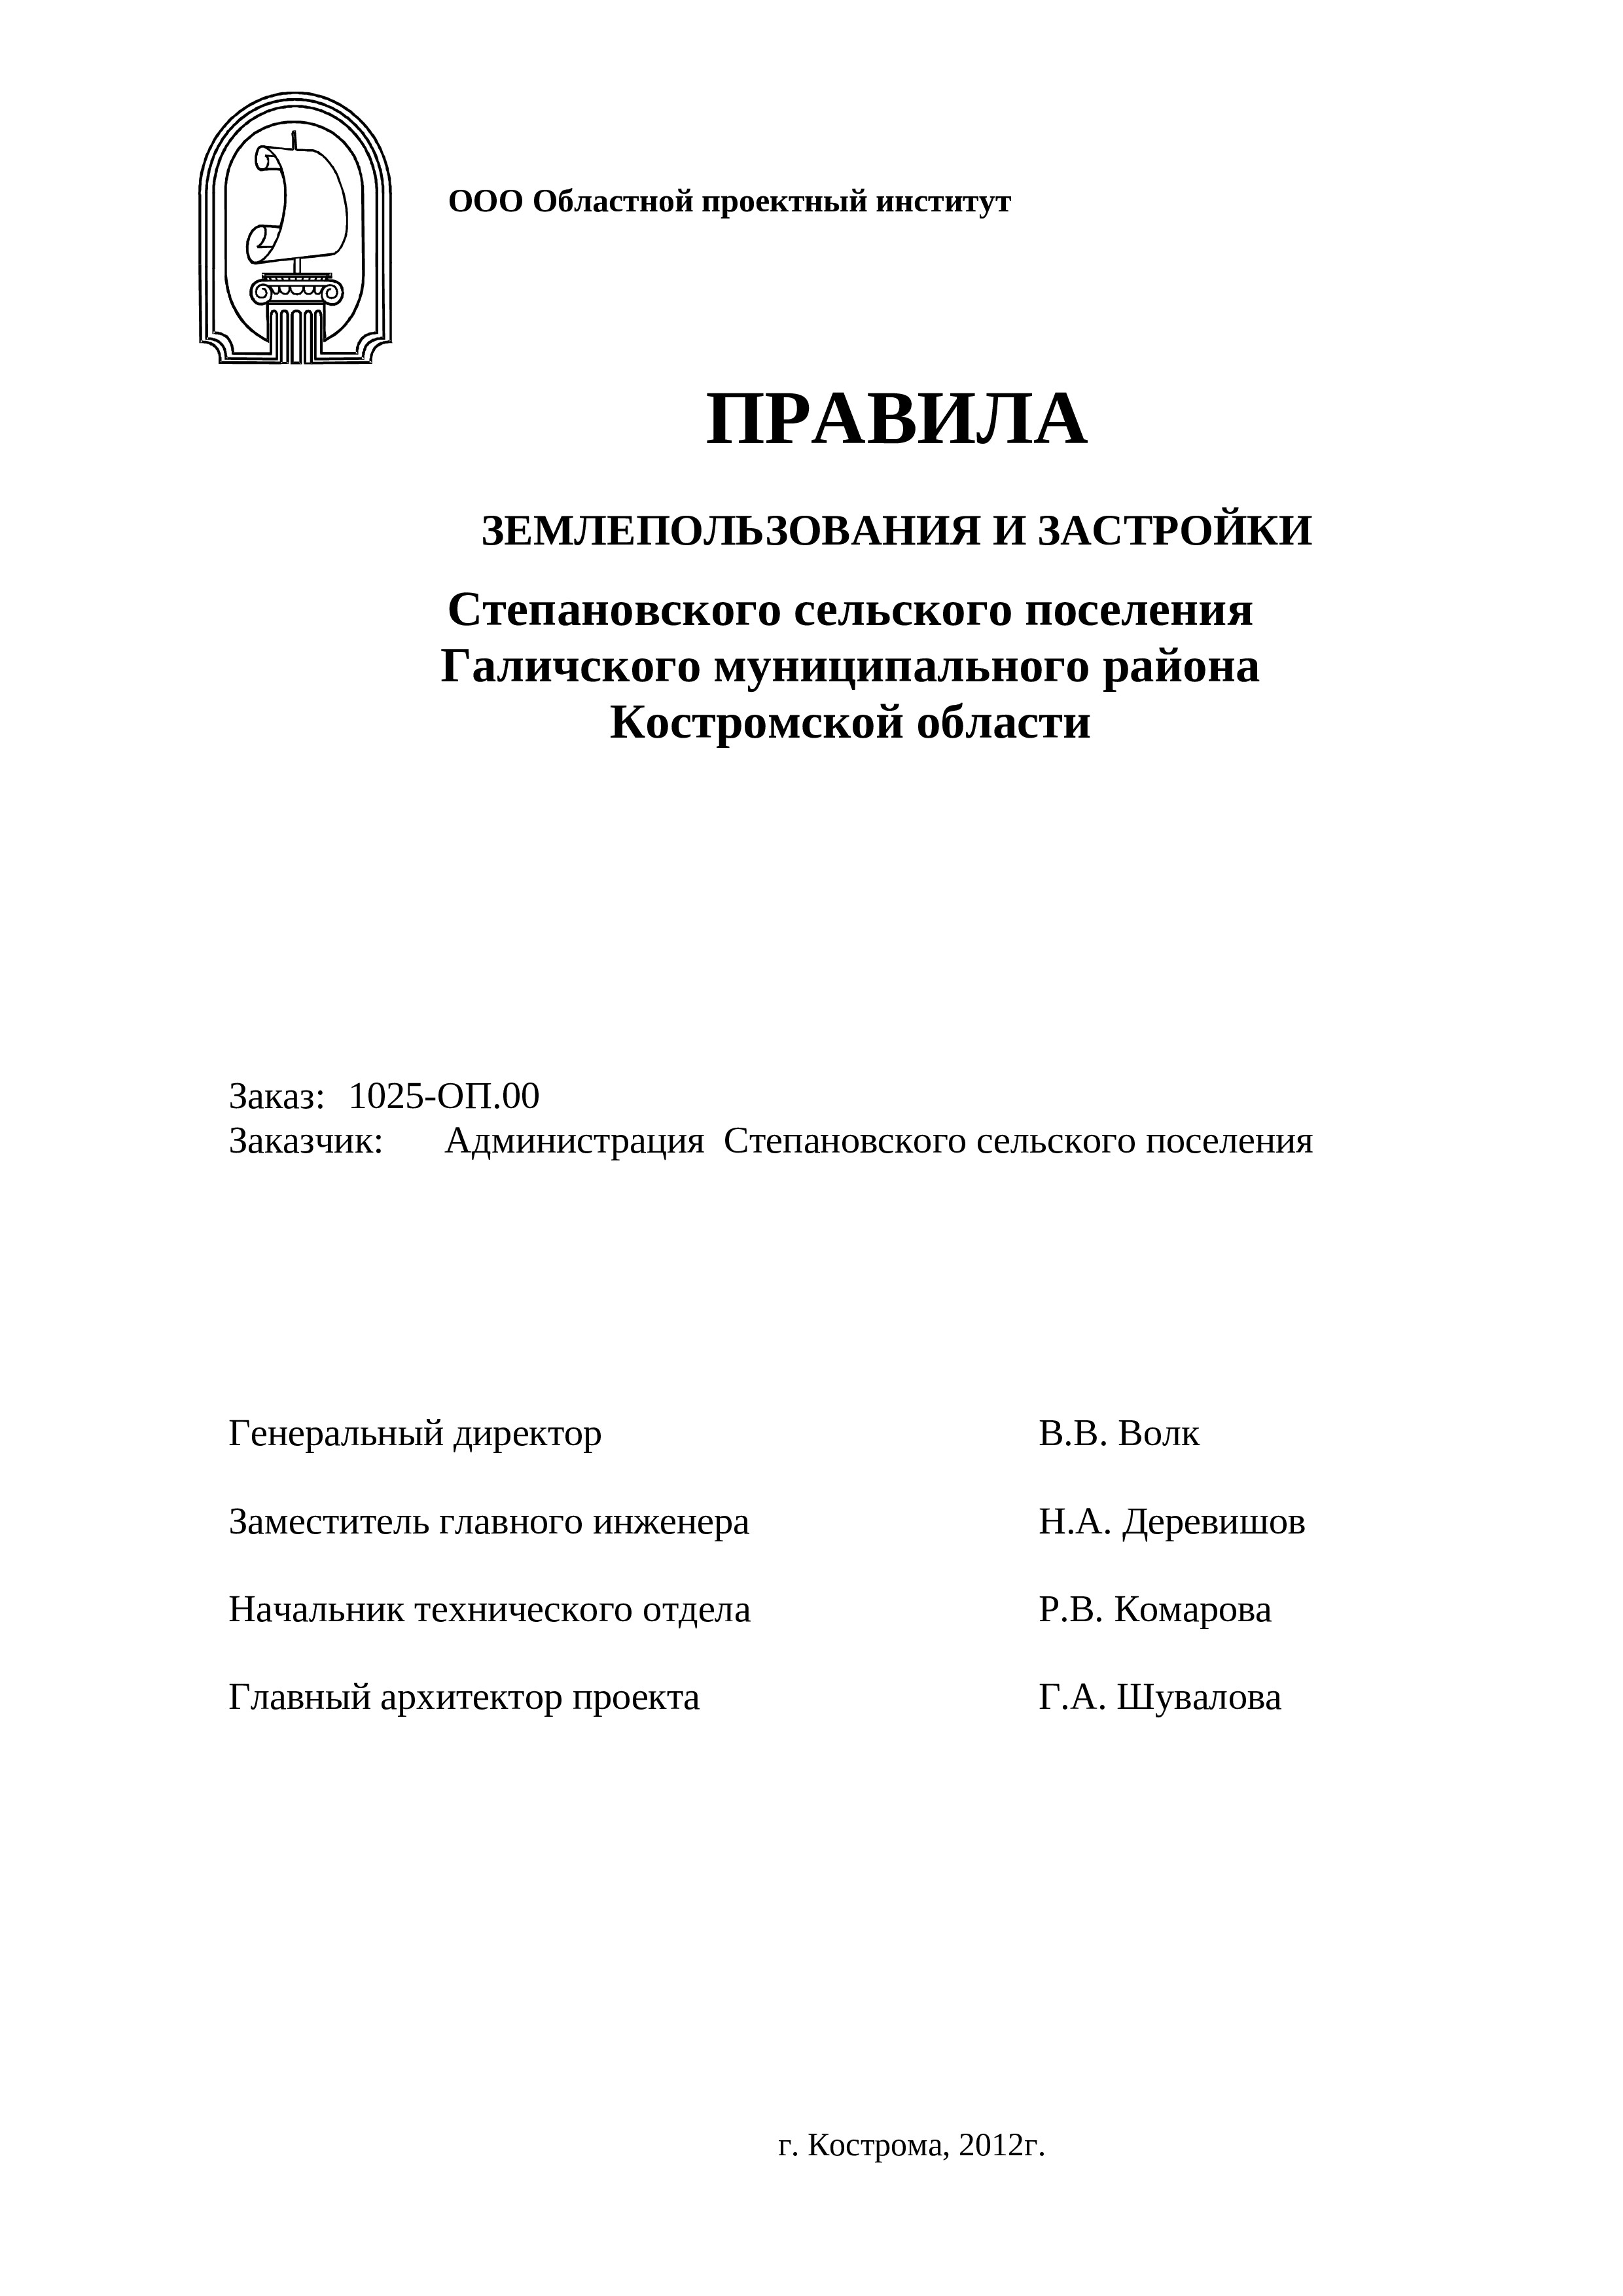 ООО Областной проектный институт
ПРАВИЛА
ЗЕМЛЕПОЛЬЗОВАНИЯ И ЗАСТРОЙКИ
Степановского сельского поселения
Галичского муниципального района
Костромской области
Заказ: 1025-ОП.00
Заказчик: Администрация Степановского сельского поселения
Генеральный директор В.В. Волк
Заместитель главного инженера Н.А. Деревишов
Начальник технического отдела Р.В. Комарова
Главный архитектор проекта Г.А. Шувалова
г. Кострома, 2012г.